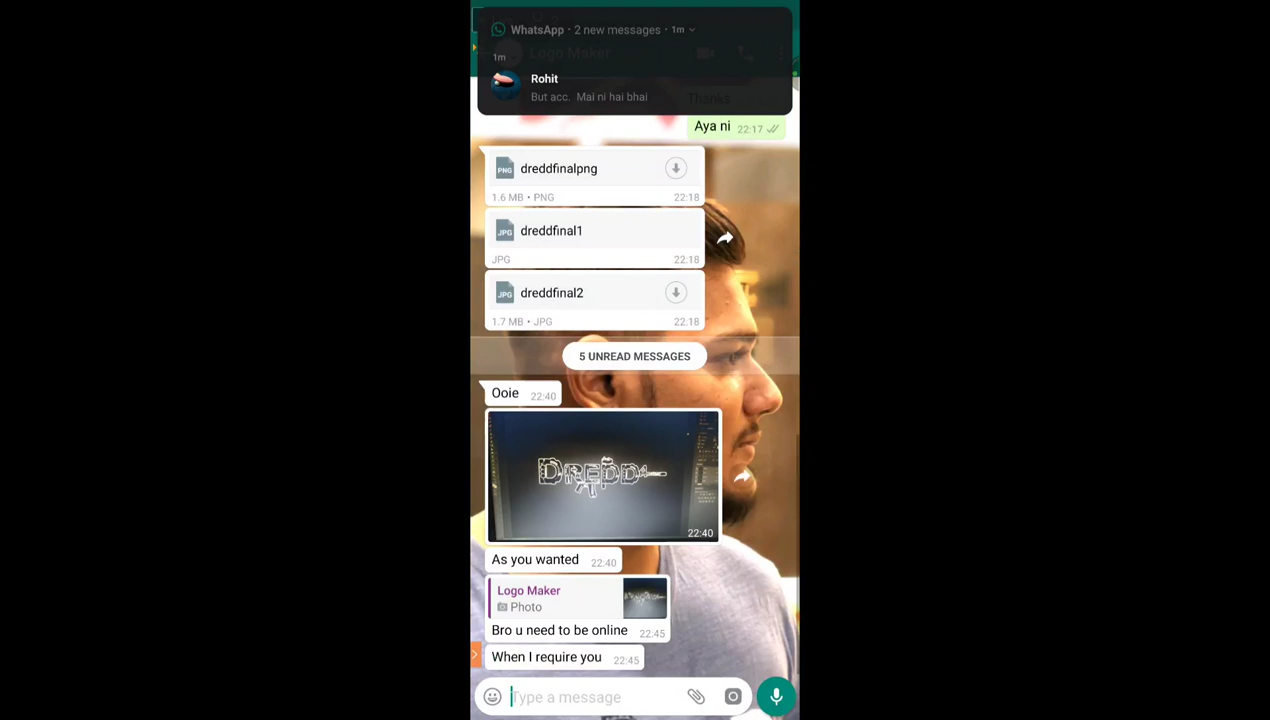 WhatsApp · 2 new messages · 1m
Logo Maker
1m
Rohit
But acc. Mai ni hai bhai
Thanks
Aya ni 22:17
PNG dreddfinalpng
1.6 MB · PNG 22:18
JPG dreddfinal1
JPG 22:18
JPG dreddfinal2
1.7 MB · JPG 22:18
5 UNREAD MESSAGES
Ooie 22:40
DREDD
22:40
As you wanted 22:40
Logo Maker
Photo
Bro u need to be online 22:45
When I require you 22:45
Type a message